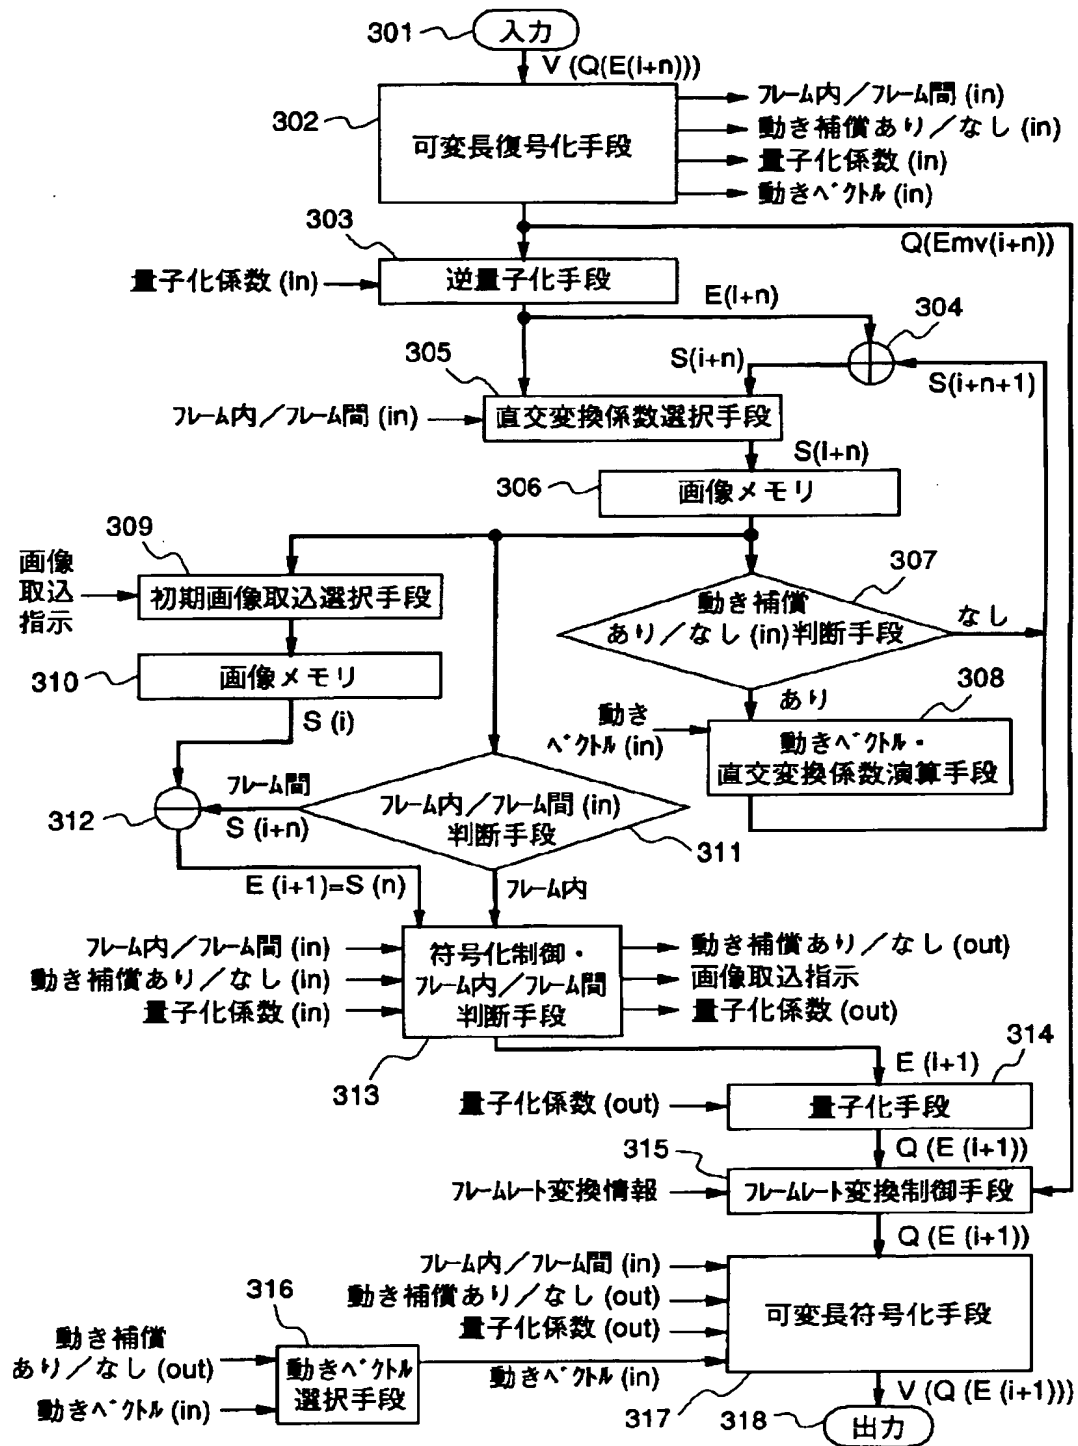 301
入力
V (Q(E(i+n)))
302
可変長復号化手段
フレーム内／フレーム間 (in)
動き補償あり／なし (in)
量子化係数 (in)
動きベクトル (in)
303
Q(Emv(i+n))
量子化係数 (in)
逆量子化手段
E(i+n)
304
305
S(i+n)
S(i+n+1)
フレーム内／フレーム間 (in)
直交変換係数選択手段
S(i+n)
306
画像メモリ
309
画像
取込
指示
初期画像取込選択手段
307
動き補償
あり／なし (in)判断手段
なし
310
画像メモリ
あり
308
S (i)
動き
ベクトル (in)
動きベクトル・
直交変換係数演算手段
フレーム間
312
S (i+n)
フレーム内／フレーム間 (in)
判断手段
311
E (i+1)=S (n)
フレーム内
フレーム内／フレーム間 (in)
動き補償あり／なし (in)
量子化係数 (in)
符号化制御・
フレーム内／フレーム間
判断手段
動き補償あり／なし (out)
画像取込指示
量子化係数 (out)
313
314
E (i+1)
量子化係数 (out)
量子化手段
315
Q (E (i+1))
フレームレート変換情報
フレームレート変換制御手段
Q (E (i+1))
フレーム内／フレーム間 (in)
動き補償あり／なし (out)
量子化係数 (out)
可変長符号化手段
316
動き補償
あり／なし (out)
動きベクトル (in)
動きベクトル
選択手段
動きベクトル (in)
317
V (Q (E (i+1)))
318
出力